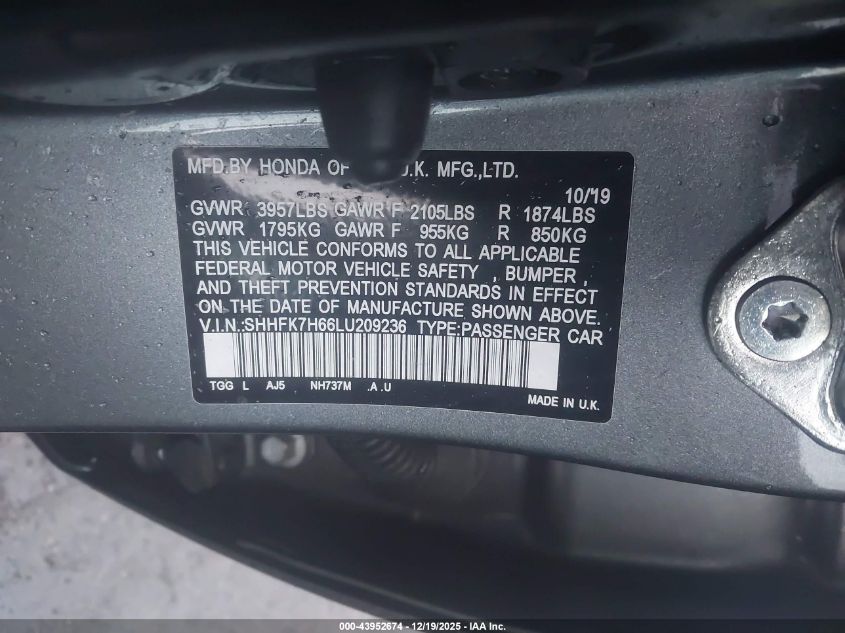 MFD.BY HONDA OF U.K. MFG.,LTD.
10/19
GVWR 3957LBS GAWR F 2105LBS R 1874LBS
GVWR 1795KG GAWR F 955KG R 850KG
THIS VEHICLE CONFORMS TO ALL APPLICABLE
FEDERAL MOTOR VEHICLE SAFETY , BUMPER ,
AND THEFT PREVENTION STANDARDS IN EFFECT
ON THE DATE OF MANUFACTURE SHOWN ABOVE.
V.I.N:SHHFK7H66LU209236 TYPE:PASSENGER CAR
TGG L AJ5 NH737M .A .U
MADE IN U.K.
000-43952674 / 12/19/2025 - IAA Inc.